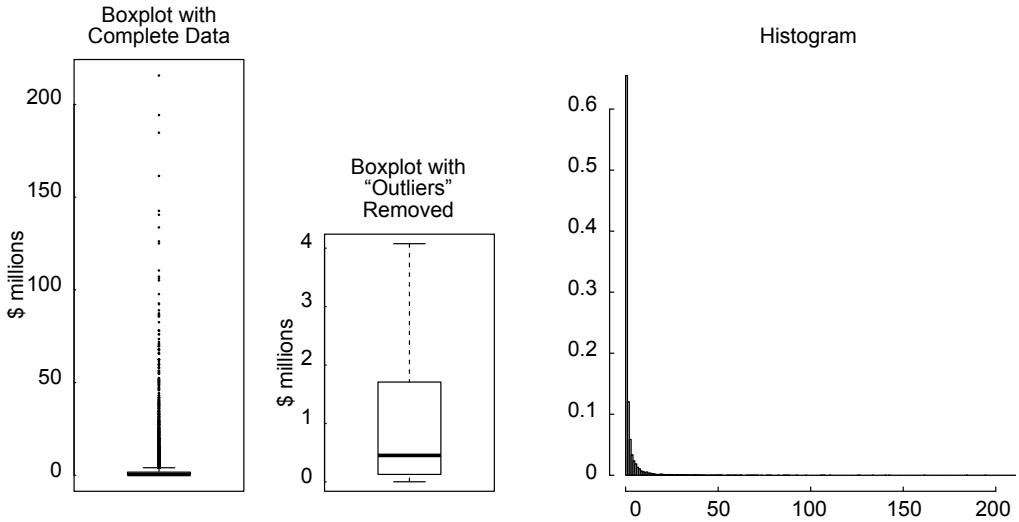 Boxplot with
Complete Data
$ millions
200
150
100
50
0
Boxplot with
“Outliers”
Removed
$ millions
4
3
2
1
0
Histogram
0.6
0.5
0.4
0.3
0.2
0.1
0
0 50 100 150 200